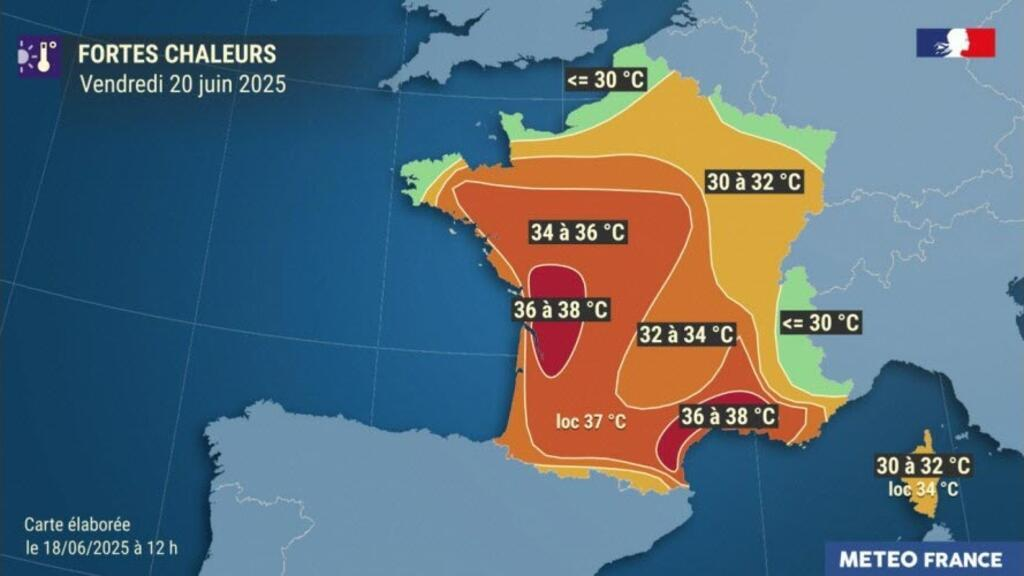 FORTES CHALEURS
Vendredi 20 juin 2025
<= 30 °C
30 à 32 °C
34 à 36 °C
36 à 38 °C
<= 30 °C
32 à 34 °C
loc 37 °C
36 à 38 °C
30 à 32 °C
loc 34 °C
Carte élaborée
le 18/06/2025 à 12 h
METEO FRANCE